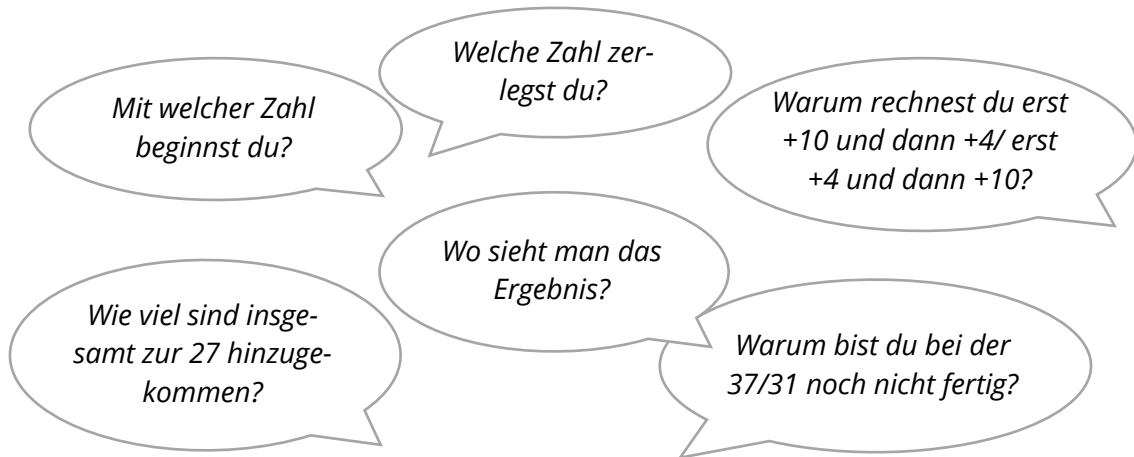 Mit welcher Zahl
beginnst du?
Welche Zahl zer-
legst du?
Warum rechnest du erst
+10 und dann +4/ erst
+4 und dann +10?
Wie viel sind insge-
samt zur 27 hinzuge-
kommen?
Wo sieht man das
Ergebnis?
Warum bist du bei der
37/31 noch nicht fertig?